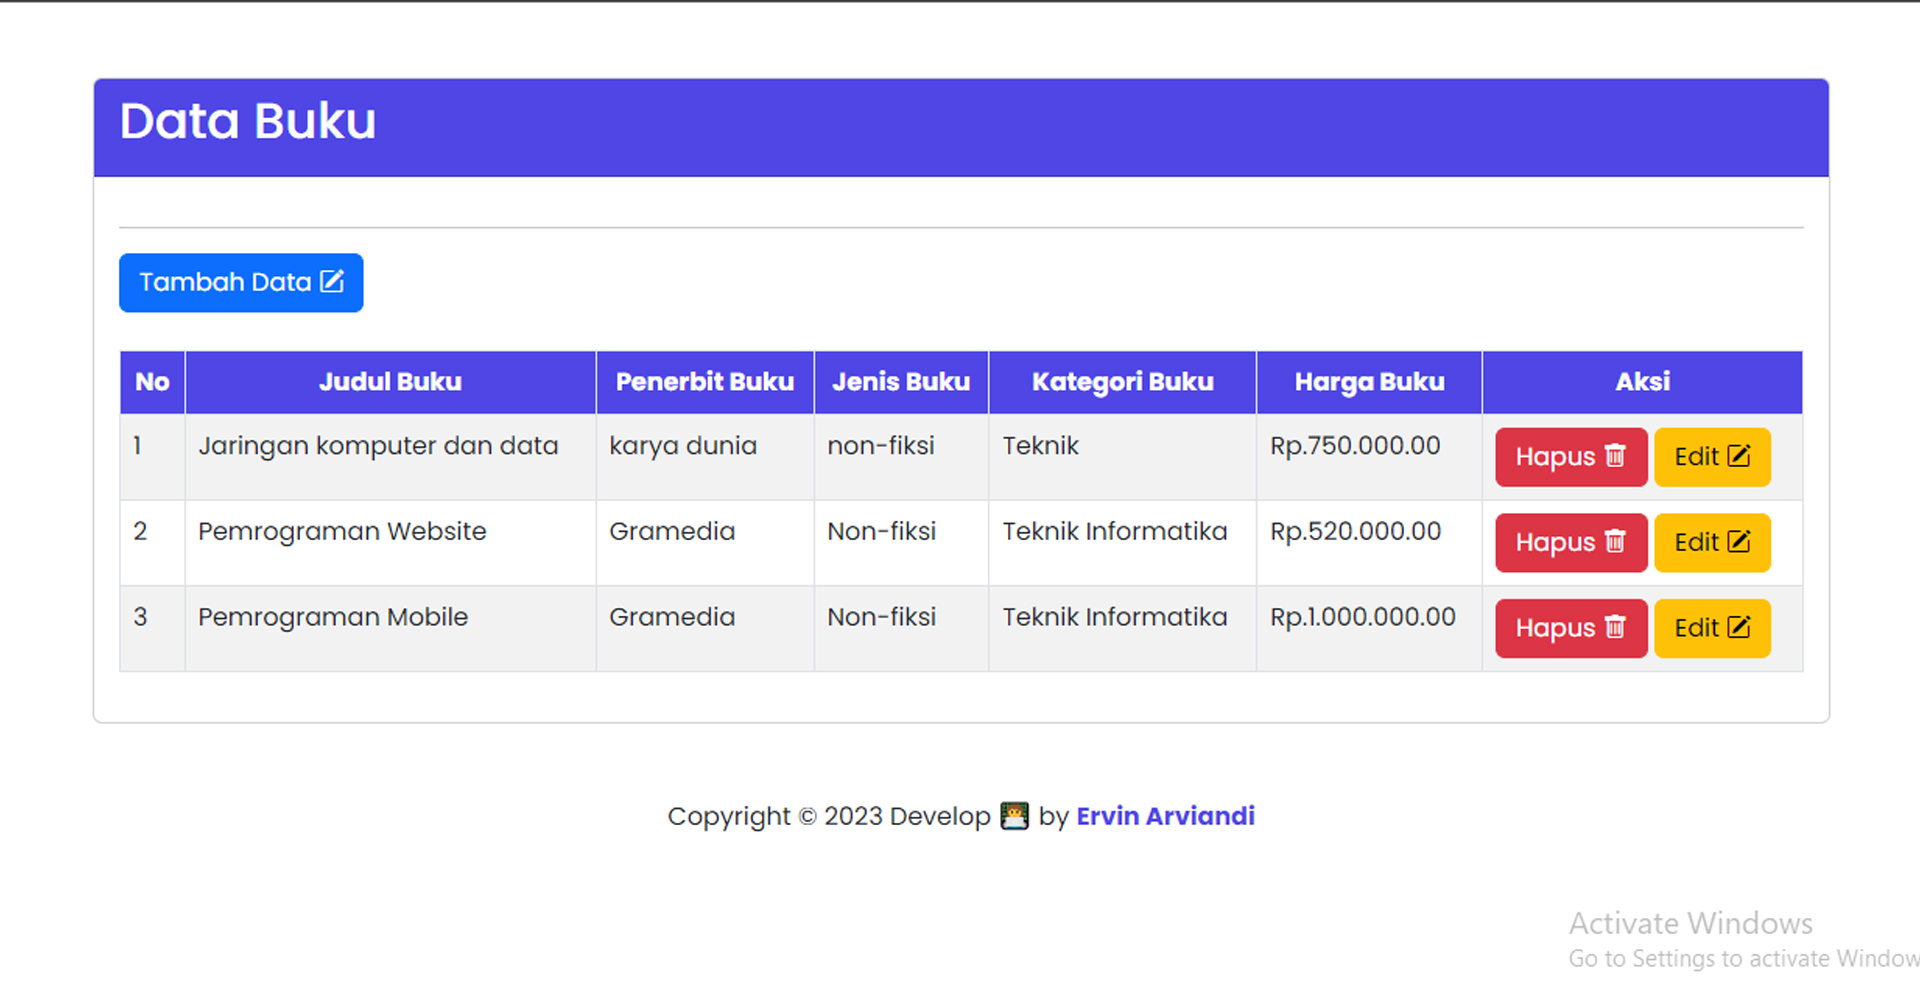 Data Buku
Tambah Data
No Judul Buku Penerbit Buku Jenis Buku Kategori Buku Harga Buku Aksi
1 Jaringan komputer dan data karya dunia non-fiksi Teknik Rp.750.000.00 Hapus Edit
2 Pemrograman Website Gramedia Non-fiksi Teknik Informatika Rp.520.000.00 Hapus Edit
3 Pemrograman Mobile Gramedia Non-fiksi Teknik Informatika Rp.1.000.000.00 Hapus Edit
Copyright © 2023 Develop 👨‍💻 by Ervin Arviandi
Activate Windows
Go to Settings to activate Window